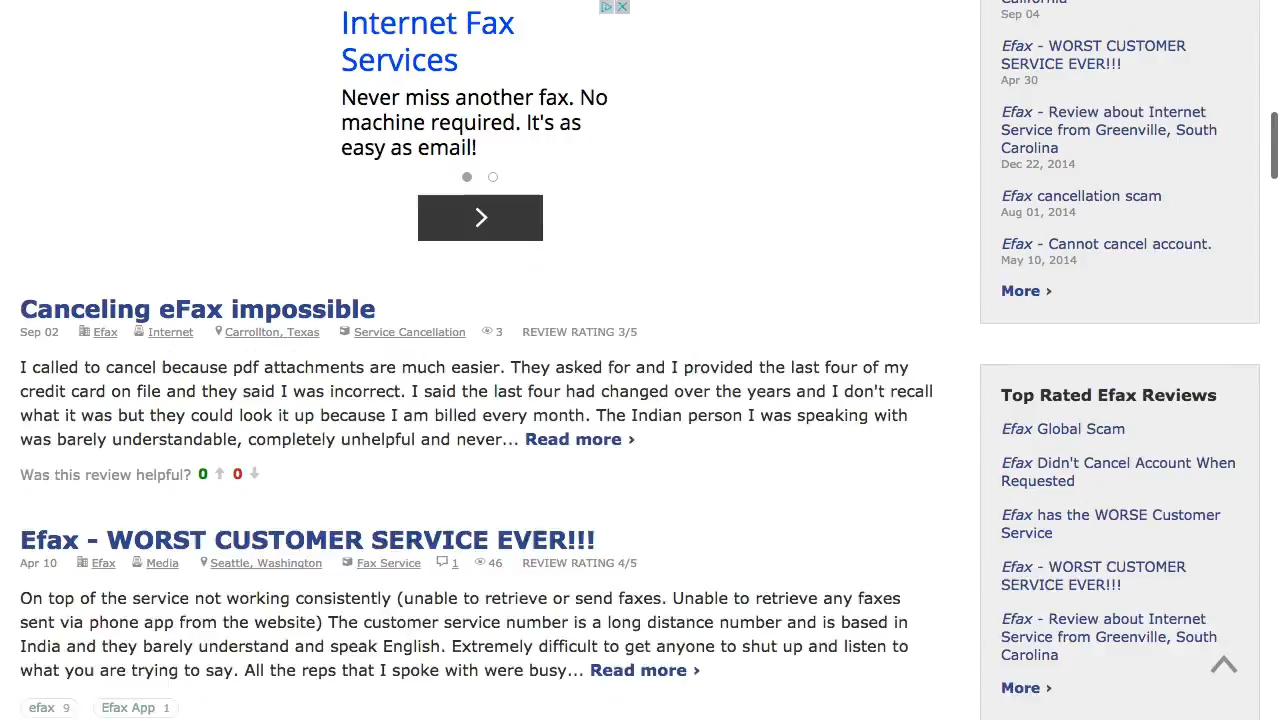 Internet Fax
Services
Never miss another fax. No
machine required. It's as
easy as email!
Canceling eFax impossible
Sep 02 Efax Internet Carrollton, Texas Service Cancellation 3 REVIEW RATING 3/5
I called to cancel because pdf attachments are much easier. They asked for and I provided the last four of my
credit card on file and they said I was incorrect. I said the last four had changed over the years and I don't recall
what it was but they could look it up because I am billed every month. The Indian person I was speaking with
was barely understandable, completely unhelpful and never... Read more ›
Was this review helpful? 0 0
Efax - WORST CUSTOMER SERVICE EVER!!!
Apr 10 Efax Media Seattle, Washington Fax Service 1 46 REVIEW RATING 4/5
On top of the service not working consistently (unable to retrieve or send faxes. Unable to retrieve any faxes
sent via phone app from the website) The customer service number is a long distance number and is based in
India and they barely understand and speak English. Extremely difficult to get anyone to shut up and listen to
what you are trying to say. All the reps that I spoke with were busy... Read more ›
efax 9 Efax App 1
California
Sep 04
Efax - WORST CUSTOMER
SERVICE EVER!!!
Apr 30
Efax - Review about Internet
Service from Greenville, South
Carolina
Dec 22, 2014
Efax cancellation scam
Aug 01, 2014
Efax - Cannot cancel account.
May 10, 2014
More ›
Top Rated Efax Reviews
Efax Global Scam
Efax Didn't Cancel Account When
Requested
Efax has the WORSE Customer
Service
Efax - WORST CUSTOMER
SERVICE EVER!!!
Efax - Review about Internet
Service from Greenville, South
Carolina
More ›